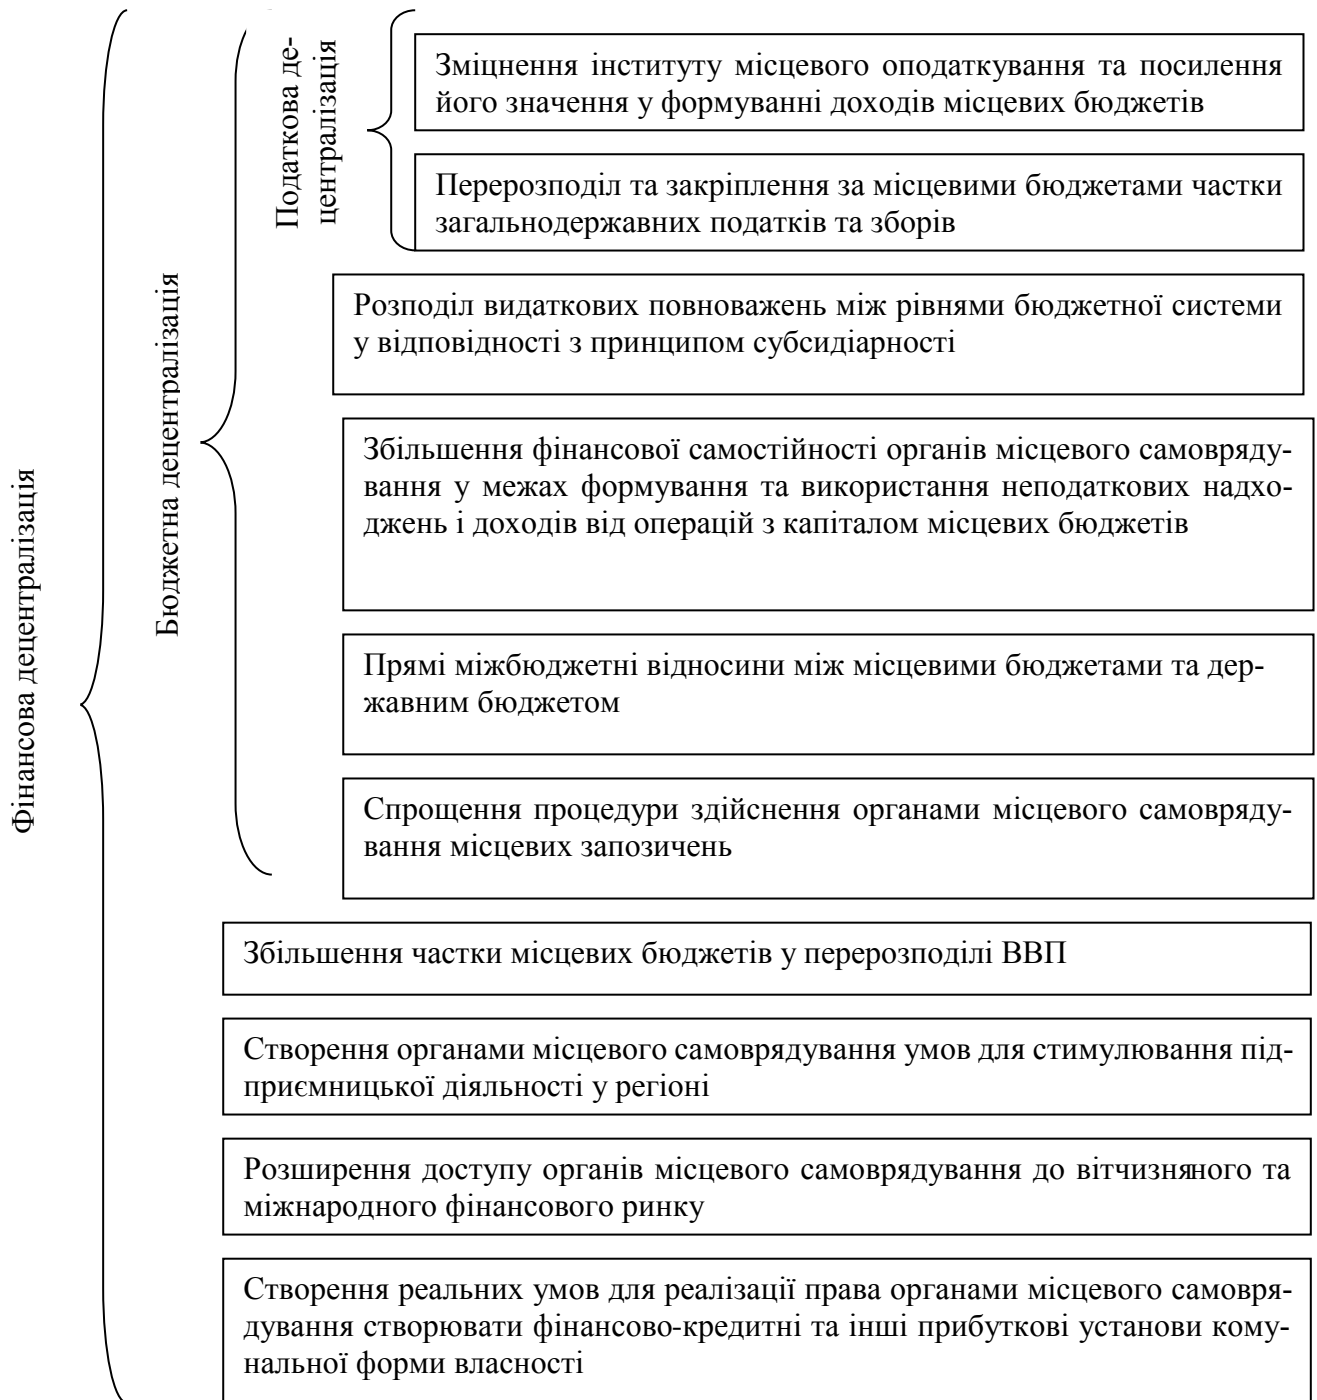 Фінансова децентралізація
Бюджетна децентралізація
Податкова де-
централізація
Зміцнення інституту місцевого оподаткування та посилення
його значення у формуванні доходів місцевих бюджетів
Перерозподіл та закріплення за місцевими бюджетами частки
загальнодержавних податків та зборів
Розподіл видаткових повноважень між рівнями бюджетної системи
у відповідності з принципом субсидіарності
Збільшення фінансової самостійності органів місцевого самовряду-
вання у межах формування та використання неподаткових надхо-
джень і доходів від операцій з капіталом місцевих бюджетів
Прямі міжбюджетні відносини між місцевими бюджетами та дер-
жавним бюджетом
Спрощення процедури здійснення органами місцевого самовряду-
вання місцевих запозичень
Збільшення частки місцевих бюджетів у перерозподілі ВВП
Створення органами місцевого самоврядування умов для стимулювання під-
приємницької діяльності у регіоні
Розширення доступу органів місцевого самоврядування до вітчизняного та
міжнародного фінансового ринку
Створення реальних умов для реалізації права органами місцевого самовря-
дування створювати фінансово-кредитні та інші прибуткові установи кому-
нальної форми власності